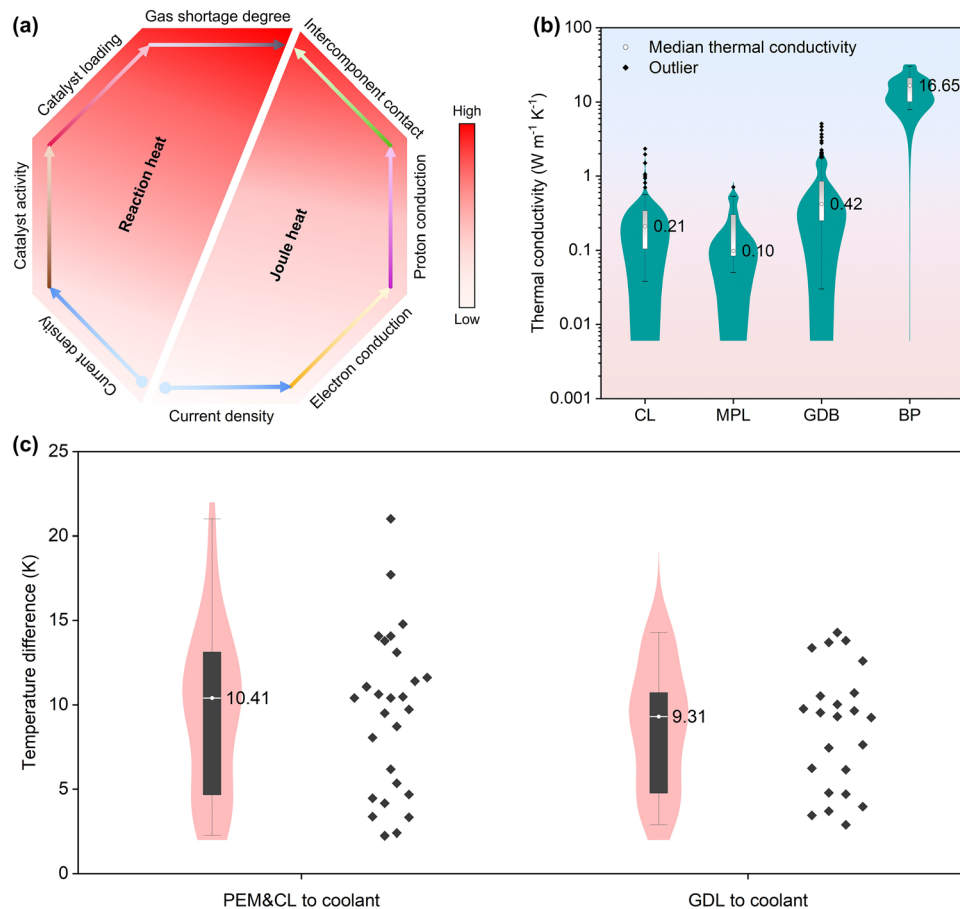 (a)
Gas shortage degree
Catalyst loading
Intercomponent contact
Catalyst activity
Reaction heat
Joule heat
Proton conduction
Current density
Electron conduction
Current density
High
Low
(b)
Thermal conductivity (W m⁻¹ K⁻¹)
1000
100
10
1
0.1
0.01
0.001
Median thermal conductivity
Outlier
0.21
0.10
0.42
16.65
CL MPL GDB BP
(c)
Temperature difference (K)
25
20
15
10
5
0
10.41
9.31
PEM&CL to coolant
GDL to coolant